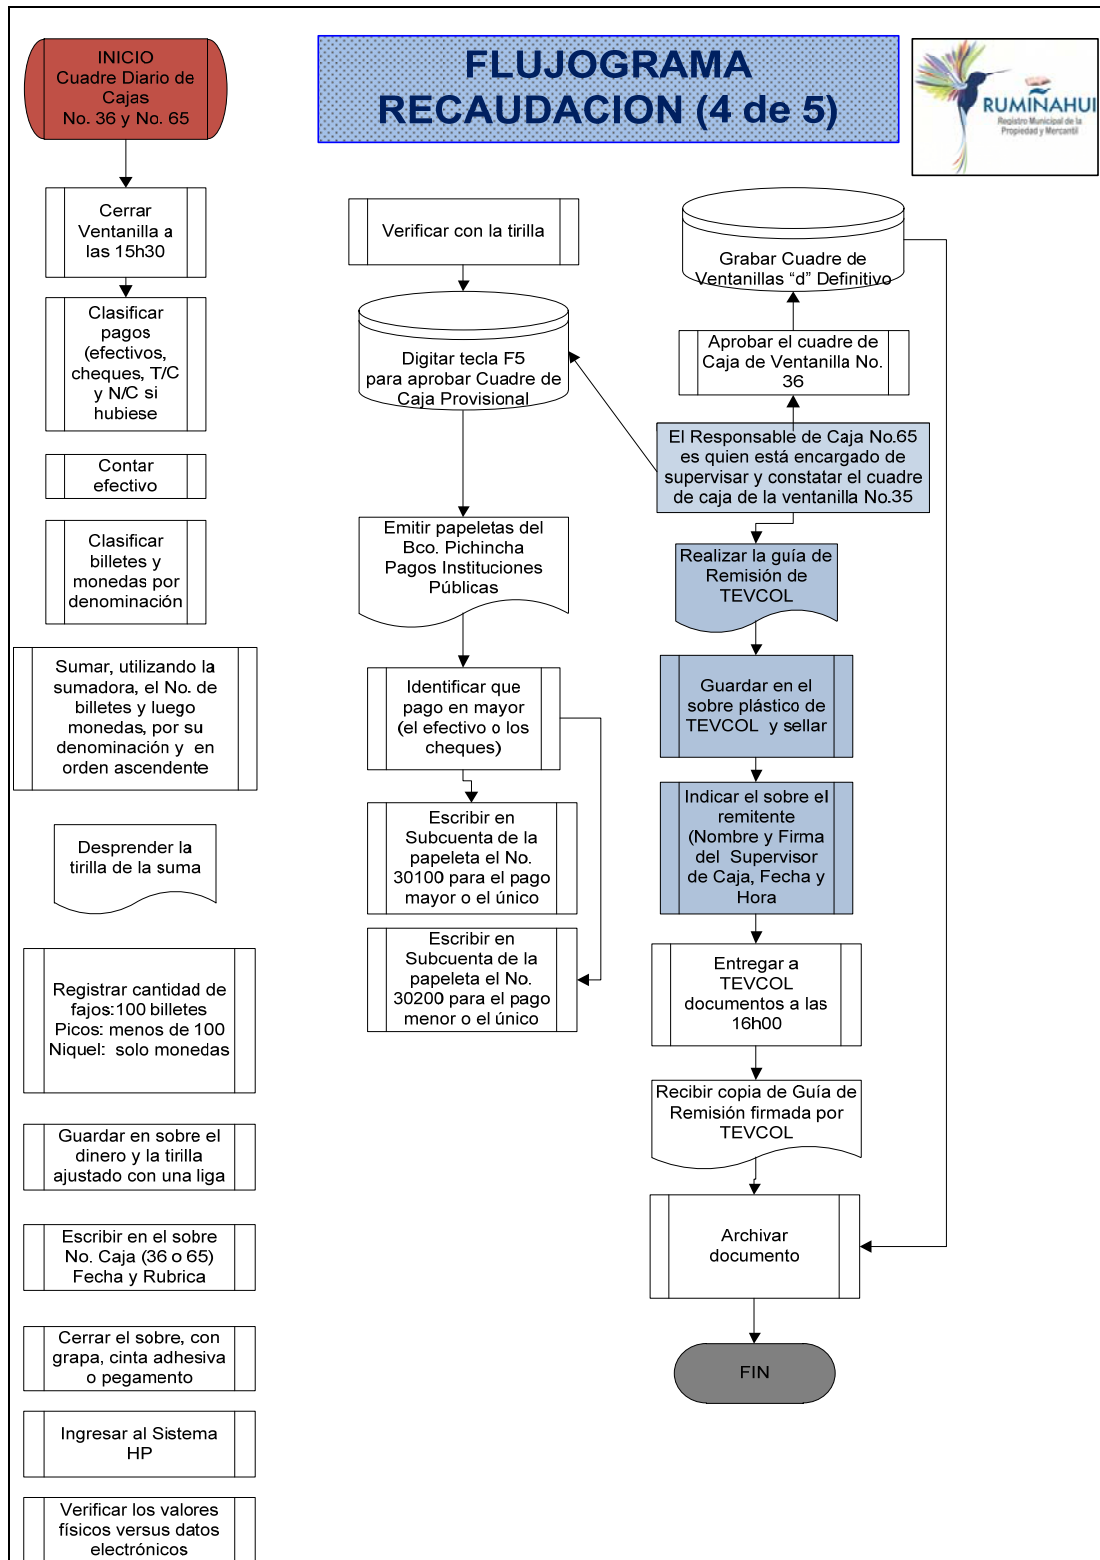 INICIO
Cuadre Diario de
Cajas
No. 36 y No. 65
FLUJOGRAMA
RECAUDACION (4 de 5)
RUMIÑAHUI
Registro Municipal de la
Propiedad y Mercantil
Cerrar
Ventanilla a
las 15h30
Clasificar
pagos
(efectivos,
cheques, T/C
y N/C si
hubiese
Contar
efectivo
Clasificar
billetes y
monedas por
denominación
Sumar, utilizando la
sumadora, el No. de
billetes y luego
monedas, por su
denominación y en
orden ascendente
Desprender la
tirilla de la suma
Registrar cantidad de
fajos:100 billetes
Picos: menos de 100
Niquel: solo monedas
Guardar en sobre el
dinero y la tirilla
ajustado con una liga
Escribir en el sobre
No. Caja (36 o 65)
Fecha y Rubrica
Cerrar el sobre, con
grapa, cinta adhesiva
o pegamento
Ingresar al Sistema
HP
Verificar los valores
físicos versus datos
electrónicos
Verificar con la tirilla
Digitar tecla F5
para aprobar Cuadre de
Caja Provisional
Emitir papeletas del
Bco. Pichincha
Pagos Instituciones
Públicas
Identificar que
pago en mayor
(el efectivo o los
cheques)
Escribir en
Subcuenta de la
papeleta el No.
30100 para el pago
mayor o el único
Escribir en
Subcuenta de la
papeleta el No.
30200 para el pago
menor o el único
Grabar Cuadre de
Ventanillas “d” Definitivo
Aprobar el cuadre de
Caja de Ventanilla No.
36
El Responsable de Caja No.65
es quien está encargado de
supervisar y constatar el cuadre
de caja de la ventanilla No.35
Realizar la guía de
Remisión de
TEVCOL
Guardar en el
sobre plástico de
TEVCOL y sellar
Indicar el sobre el
remitente
(Nombre y Firma
del Supervisor
de Caja, Fecha y
Hora
Entregar a
TEVCOL
documentos a las
16h00
Recibir copia de Guía de
Remisión firmada por
TEVCOL
Archivar
documento
FIN